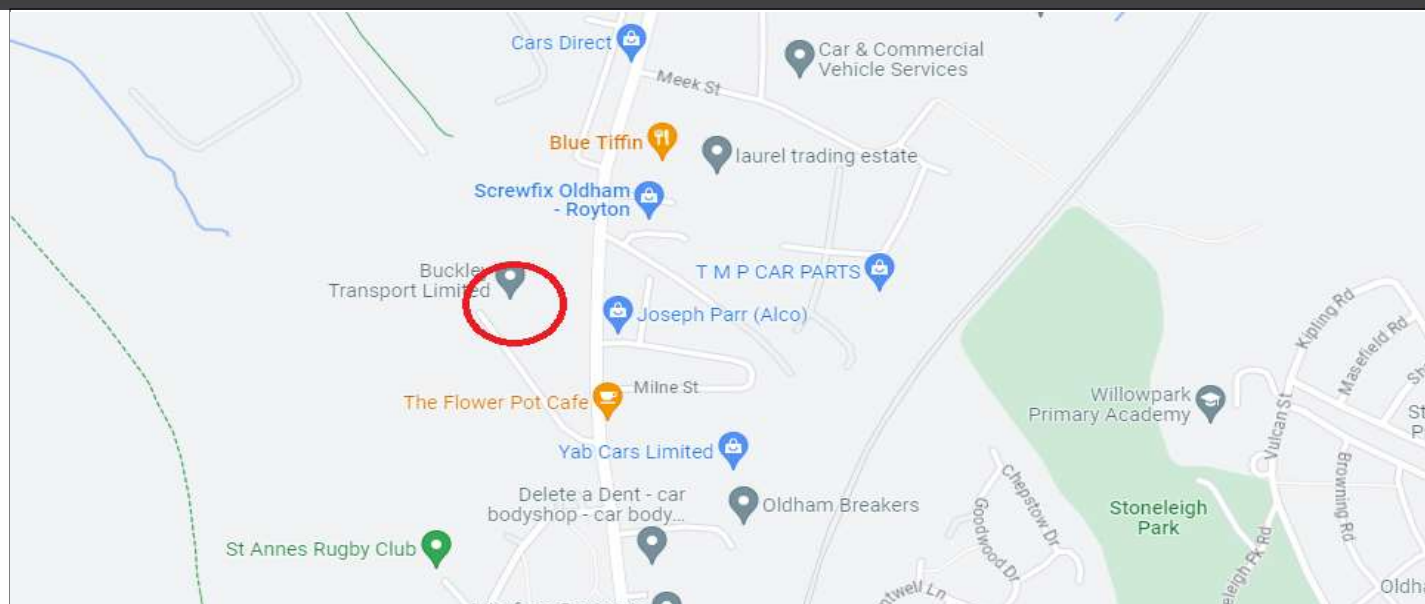 Cars Direct
Car & Commercial
Vehicle Services
Meek St
Blue Tiffin
laurel trading estate
Screwfix Oldham
- Royton
Buckley
Transport Limited
T M P CAR PARTS
Joseph Parr (Alco)
Kipling Rd
Masefield Rd
Milne St
The Flower Pot Cafe
Willowpark
Primary Academy
Vulcan St
Yab Cars Limited
Browning Rd
Delete a Dent - car
bodyshop - car body...
Oldham Breakers
Chepstow Dr
Goodwood Dr
Stoneleigh
Park
St Annes Rugby Club